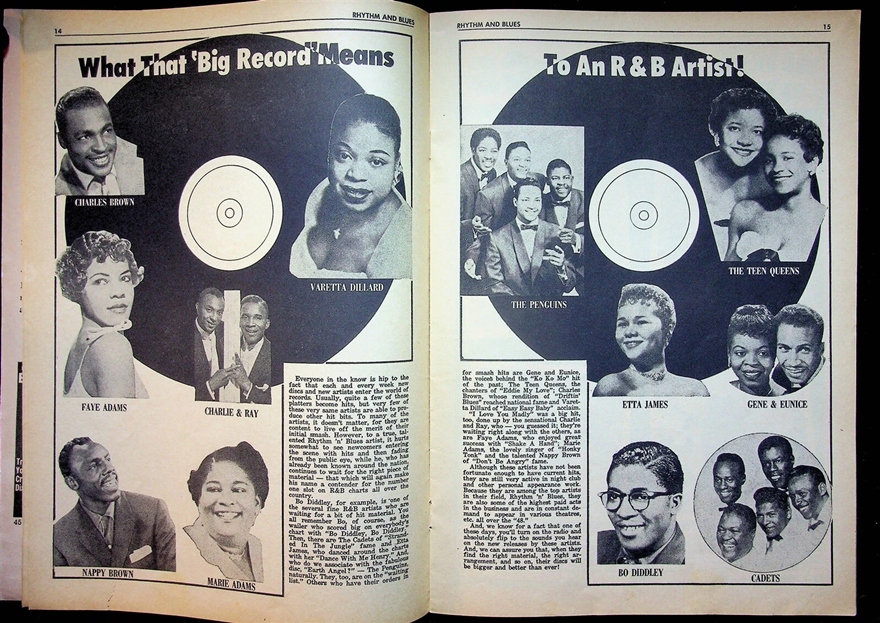 14
RHYTHM AND BLUES
What That 'Big Record" Means
CHARLES BROWN
VARETTA DILLARD
FAYE ADAMS
CHARLIE & RAY
NAPPY BROWN
MARIE ADAMS
Everyone in the know is hip to the
fact that each and every week new
discs and new artists enter the world of
records. Usually, quite a few of these
platters become hits, but very few of
these very same artists are able to pro-
duce other hit bits. To many of the
artists, it doesn't matter, for they are
content to live off the merit of their
initial smash. However, to a true, tal-
ented Rhythm 'n' Blues artist, it hurts
somewhat to see newcomers entering
the scene with hits and then fading
from the public eye, while he, who has
already been known around the nation,
continues to wait for the right piece of
material — that which will again make
his name a contender for the number
one slot on R&B charts all over the
country.
Bo Diddley, for example, is one of
the several fine R&B artists who are
waiting for a bit of hit material. You
all remember Bo, of course, as the
wailer who scored big on everybody's
chart with "Bo Diddley, Bo Diddley."
Then, there are The Cadets of "Strand-
ed In The Jungle" fame and Etta
James, who danced around the charts
with her "Dance With Me Henry." And,
who do we associate with the fabulous
disc, "Earth Angel?" — The Penguins,
naturally. They, too, are on the "waiting
list." Others who have their orders in
RHYTHM AND BLUES
15
To An R & B Artist!
THE PENGUINS
THE TEEN QUEENS
ETTA JAMES
GENE & EUNICE
BO DIDDLEY
CADETS
for smash hits are Gene and Eunice,
the voices behind the "Ko Ko Mo" hit
of the past; The Teen Queens, the
chanters of "Eddie My Love"; Charles
Brown, whose rendition of "Driftin'
Blues" reached national fame and Varet-
ta Dillard of "Easy Easy Baby" acclaim.
"I Love You Madly" was a big hit,
too, done up by the sensational Charlie
and Ray, who — you guessed it; they're
waiting right along with the others, as
are Faye Adams, who enjoyed great
success with "Shake A Hand"; Marie
Adams, the lovely singer of "Honky
Tonk" and the talented Nappy Brown
of "Don't Be Angry" fame.
Although these artists have not been
fortunate enough to have current hits,
they are still very active in night club
and other personal appearance work.
Because they are among the top artists
in their field, Rhythm 'n' Blues, they
are also some of the highest paid acts
in the business and are in constant de-
mand to appear in various theatres,
etc. all over the "48."
And, we know for a fact that one of
these days, you'll turn on the radio and
absolutely flip to the sounds you hear
on the new releases by these artists.
And, we can assure you that, when they
find the right material, the right ar-
rangement, and so on, their discs will
be bigger and better than ever!